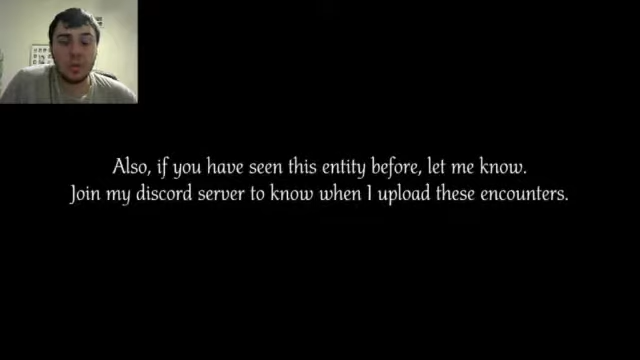 Also, if you have seen this entity before, let me know.
Join my discord server to know when I upload these encounters.